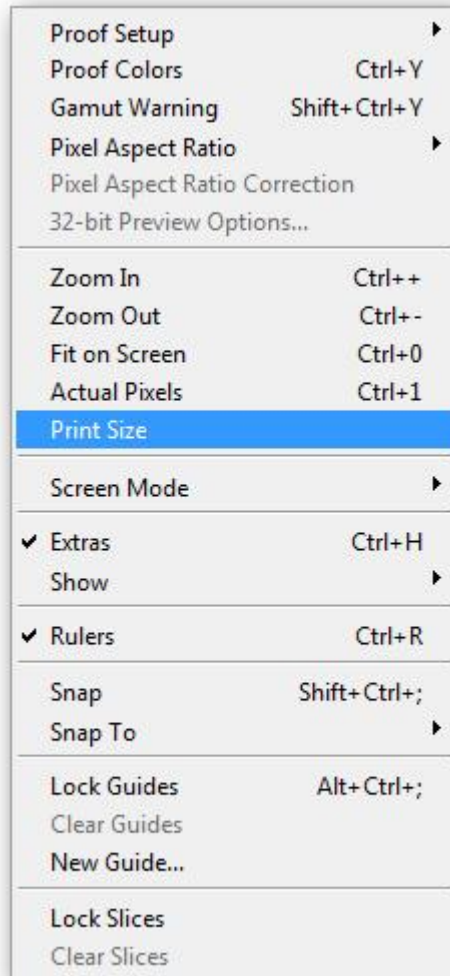 Proof Setup
Proof Colors Ctrl+Y
Gamut Warning Shift+Ctrl+Y
Pixel Aspect Ratio
Pixel Aspect Ratio Correction
32-bit Preview Options...
Zoom In Ctrl++
Zoom Out Ctrl+-
Fit on Screen Ctrl+0
Actual Pixels Ctrl+1
Print Size
Screen Mode
Extras Ctrl+H
Show
Rulers Ctrl+R
Snap Shift+Ctrl+;
Snap To
Lock Guides Alt+Ctrl+;
Clear Guides
New Guide...
Lock Slices
Clear Slices